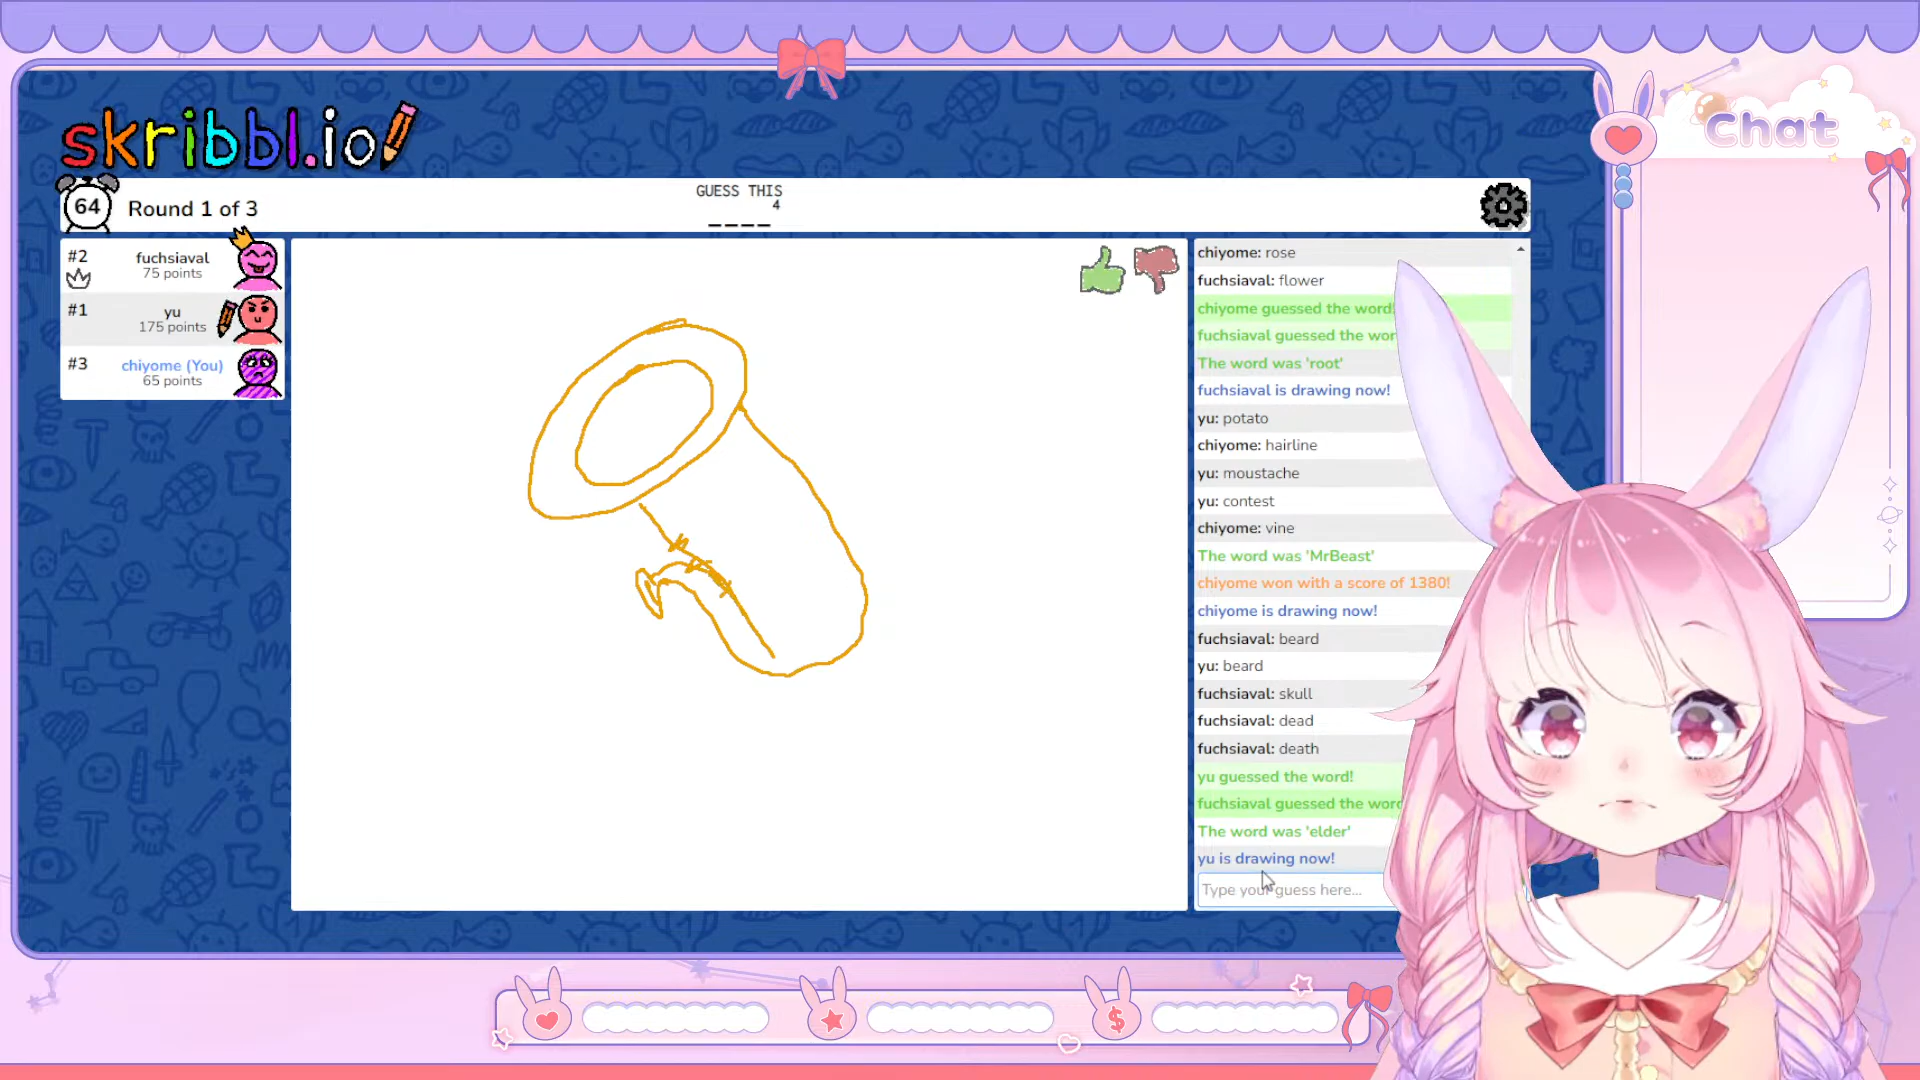 skribbl.io
Chat
64
Round 1 of 3
GUESS THIS
4
____
#2
fuchsiaval
75 points
#1
yu
175 points
#3
chiyome (You)
65 points
chiyome: rose
fuchsiaval: flower
chiyome guessed the word!
fuchsiaval guessed the wor
The word was 'root'
fuchsiaval is drawing now!
yu: potato
chiyome: hairline
yu: moustache
yu: contest
chiyome: vine
The word was 'MrBeast'
chiyome won with a score of 1380!
chiyome is drawing now!
fuchsiaval: beard
yu: beard
fuchsiaval: skull
fuchsiaval: dead
fuchsiaval: death
yu guessed the word!
fuchsiaval guessed the word
The word was 'elder'
yu is drawing now!
Type your guess here...
$